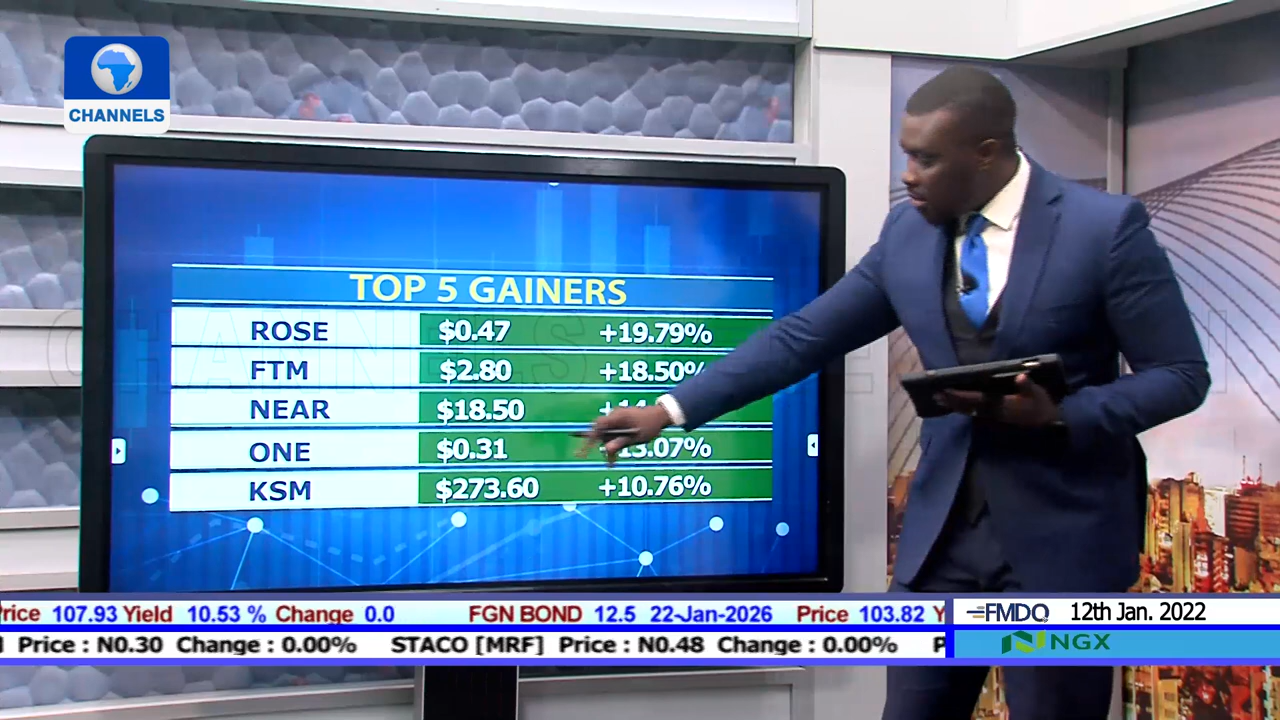 CHANNELS
TOP 5 GAINERS
ROSE $0.47 +19.79%
FTM $2.80 +18.50%
NEAR $18.50
ONE $0.31 13.07%
KSM $273.60 +10.76%
Price 107.93 Yield 10.53 % Change 0.0 FGN BOND 12.5 22-Jan-2026 Price 103.82 Y
FMDQ 12th Jan. 2022
Price : N0.30 Change : 0.00% STACO [MRF] Price : N0.48 Change : 0.00% P
NGX